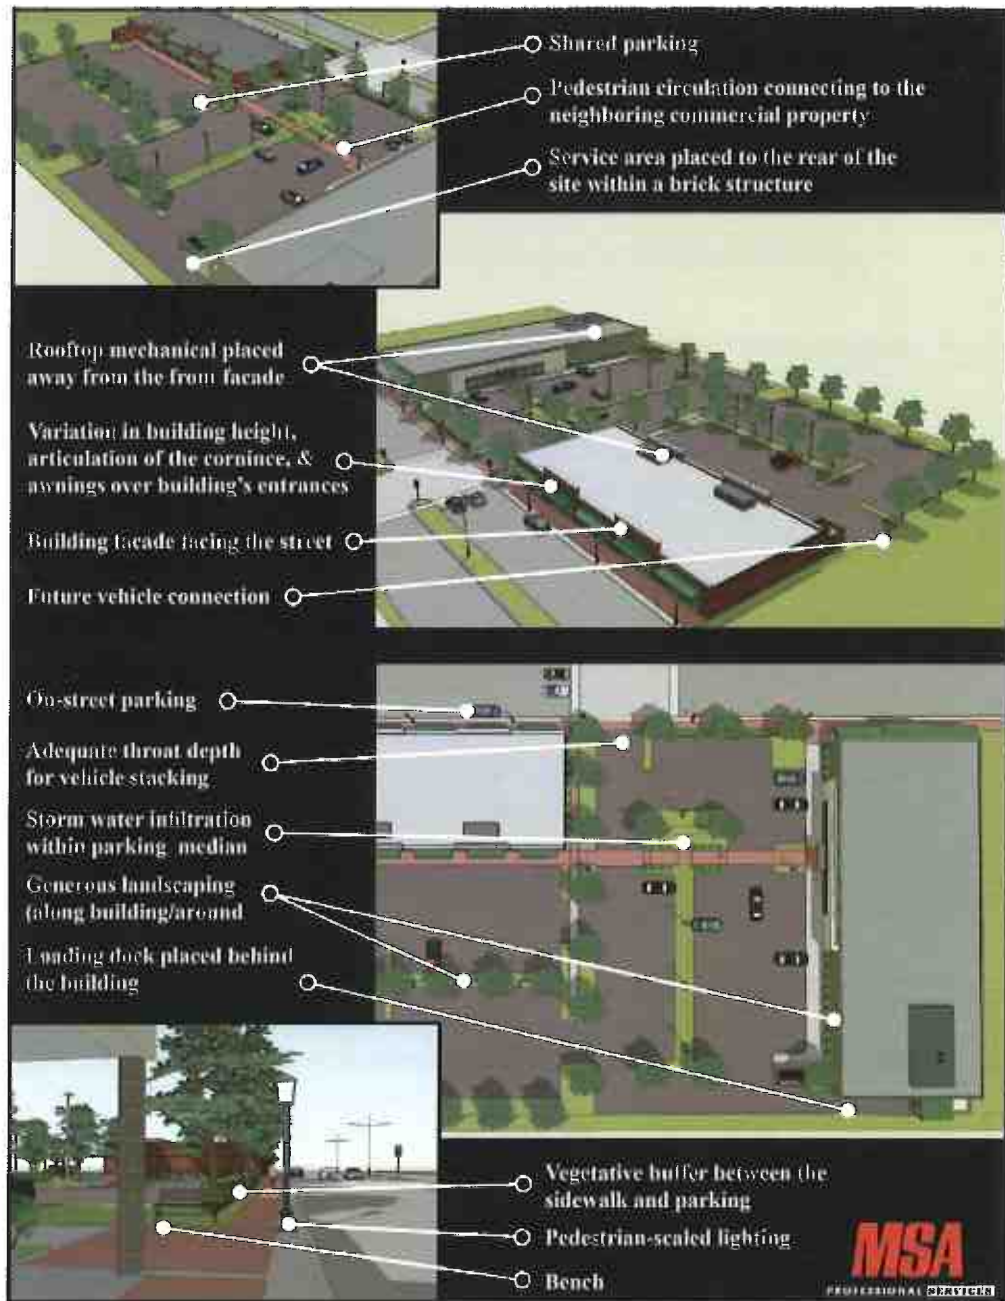 Shared parking
Pedestrian circulation connecting to the
neighboring commercial property
Service area placed to the rear of the
site within a brick structure
Rooftop mechanical placed
away from the front facade
Variation in building height,
articulation of the cornince, &
awnings over building's entrances
Building facade facing the street
Future vehicle connection
On-street parking
Adequate throat depth
for vehicle stacking
Storm water infiltration
within parking median
Generous landscaping
(along building/around
Loading dock placed behind
the building
Vegetative buffer between the
sidewalk and parking
Pedestrian-scaled lighting
Bench
MSA
PROFESSIONAL SERVICES